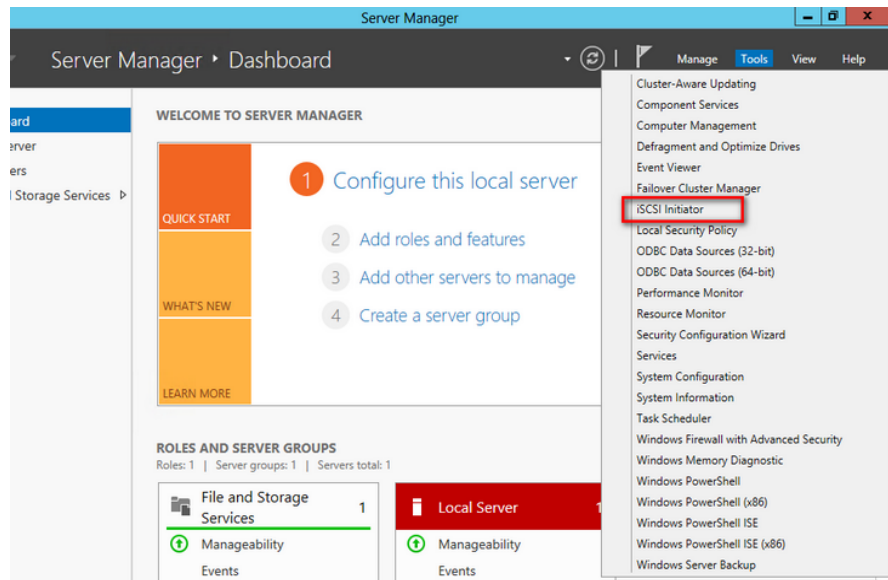 Server Manager
Server Manager • Dashboard
Manage Tools View Help
ard
erver
ers
Storage Services
WELCOME TO SERVER MANAGER
QUICK START
WHAT'S NEW
LEARN MORE
1 Configure this local server
2 Add roles and features
3 Add other servers to manage
4 Create a server group
ROLES AND SERVER GROUPS
Roles: 1 | Server groups: 1 | Servers total: 1
File and Storage
Services
1
Manageability
Events
Local Server
1
Manageability
Events
Cluster-Aware Updating
Component Services
Computer Management
Defragment and Optimize Drives
Event Viewer
Failover Cluster Manager
iSCSI Initiator
Local Security Policy
ODBC Data Sources (32-bit)
ODBC Data Sources (64-bit)
Performance Monitor
Resource Monitor
Security Configuration Wizard
Services
System Configuration
System Information
Task Scheduler
Windows Firewall with Advanced Security
Windows Memory Diagnostic
Windows PowerShell
Windows PowerShell (x86)
Windows PowerShell ISE
Windows PowerShell ISE (x86)
Windows Server Backup